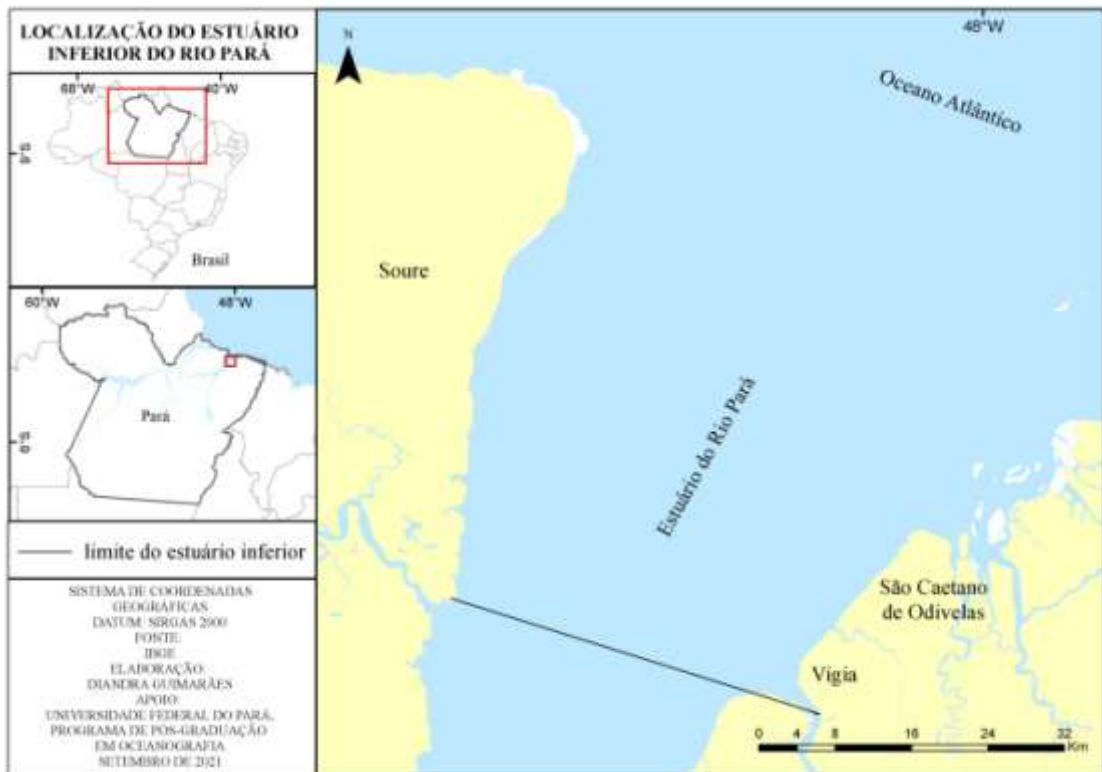 LOCALIZAÇÃO DO ESTUÁRIO
INFERIOR DO RIO PARÁ
68°W
40°W
Brasil
60°W
48°W
Pará
limite do estuário inferior
SISTEMA DE COORDENADAS
GEOGRÁFICAS
DATUM: SIRGAS 2000
FONTE:
IBGE
ELABORAÇÃO:
DIANDRA GUIMARÃES
APOIO:
UNIVERSIDADE FEDERAL DO PARÁ,
PROGRAMA DE PÓS-GRADUAÇÃO
EM OCEANOGRAFIA
SETEMBRO DE 2021
N
48°W
Oceano Atlântico
Soure
Estuário do Rio Pará
São Caetano
de Odivelas
Vigia
0 4 8 16 24 32
Km